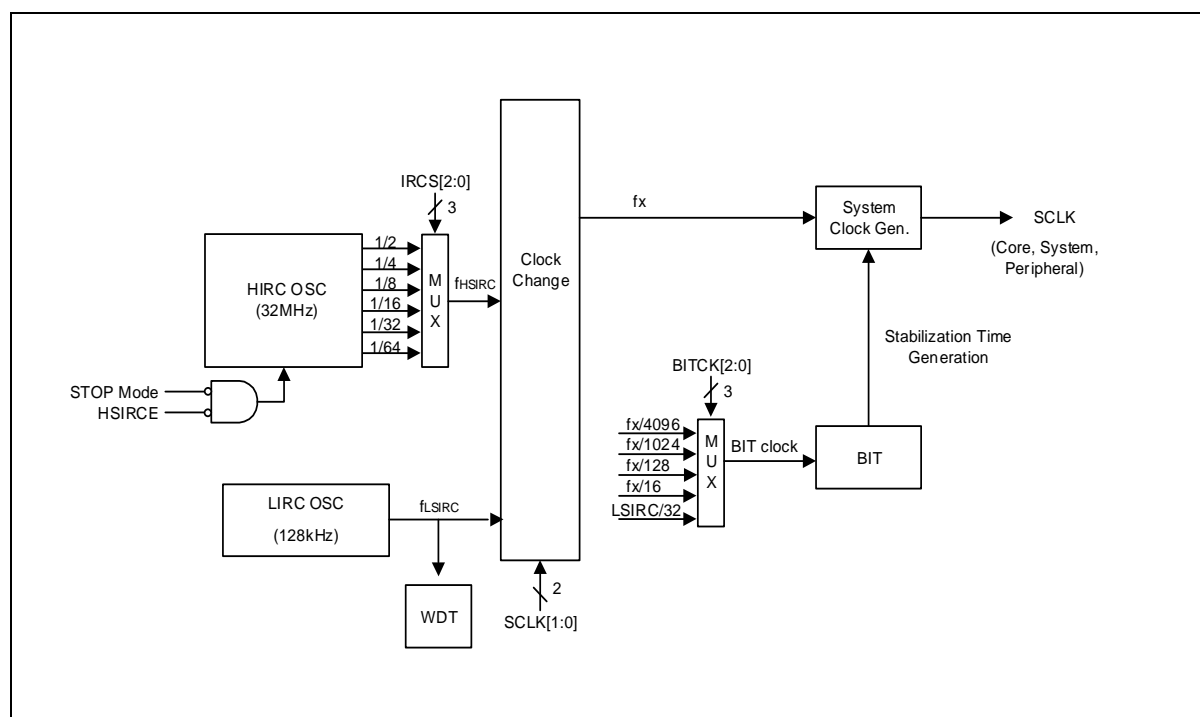 IRCS[2:0]
3
HIRC OSC
(32MHz)
1/2
1/4
1/8
1/16
1/32
1/64
M
U
X
fHSIRC
STOP Mode
HSIRCE
LIRC OSC
(128kHz)
fLSIRC
WDT
Clock
Change
2
SCLK[1:0]
fx
System
Clock Gen.
SCLK
(Core, System,
Peripheral)
Stabilization Time
Generation
BITCK[2:0]
3
fx/4096
fx/1024
fx/128
fx/16
LSIRC/32
M
U
X
BIT clock
BIT